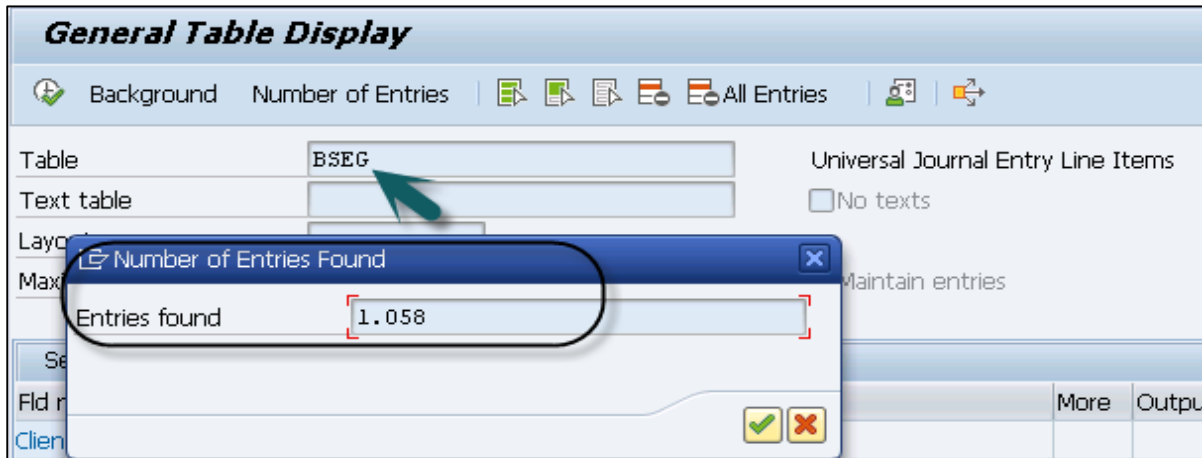 General Table Display
Background Number of Entries All Entries
Table BSEG Universal Journal Entry Line Items
Text table No texts
Number of Entries Found
Maintain entries
Entries found 1.058
More